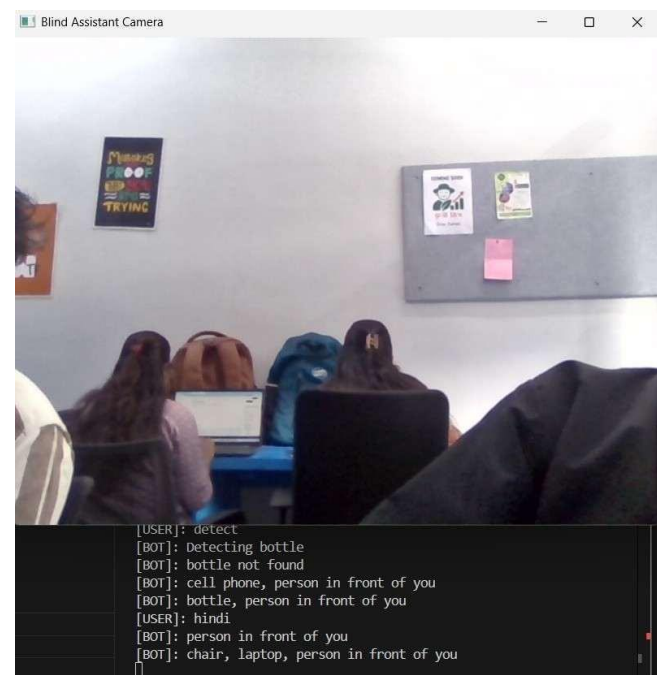 Blind Assistant Camera
Mistakes
PROOF
TRYING
COMING SOON
[USER]: detect
[BOT]: Detecting bottle
[BOT]: bottle not found
[BOT]: cell phone, person in front of you
[BOT]: bottle, person in front of you
[USER]: hindi
[BOT]: person in front of you
[BOT]: chair, laptop, person in front of you